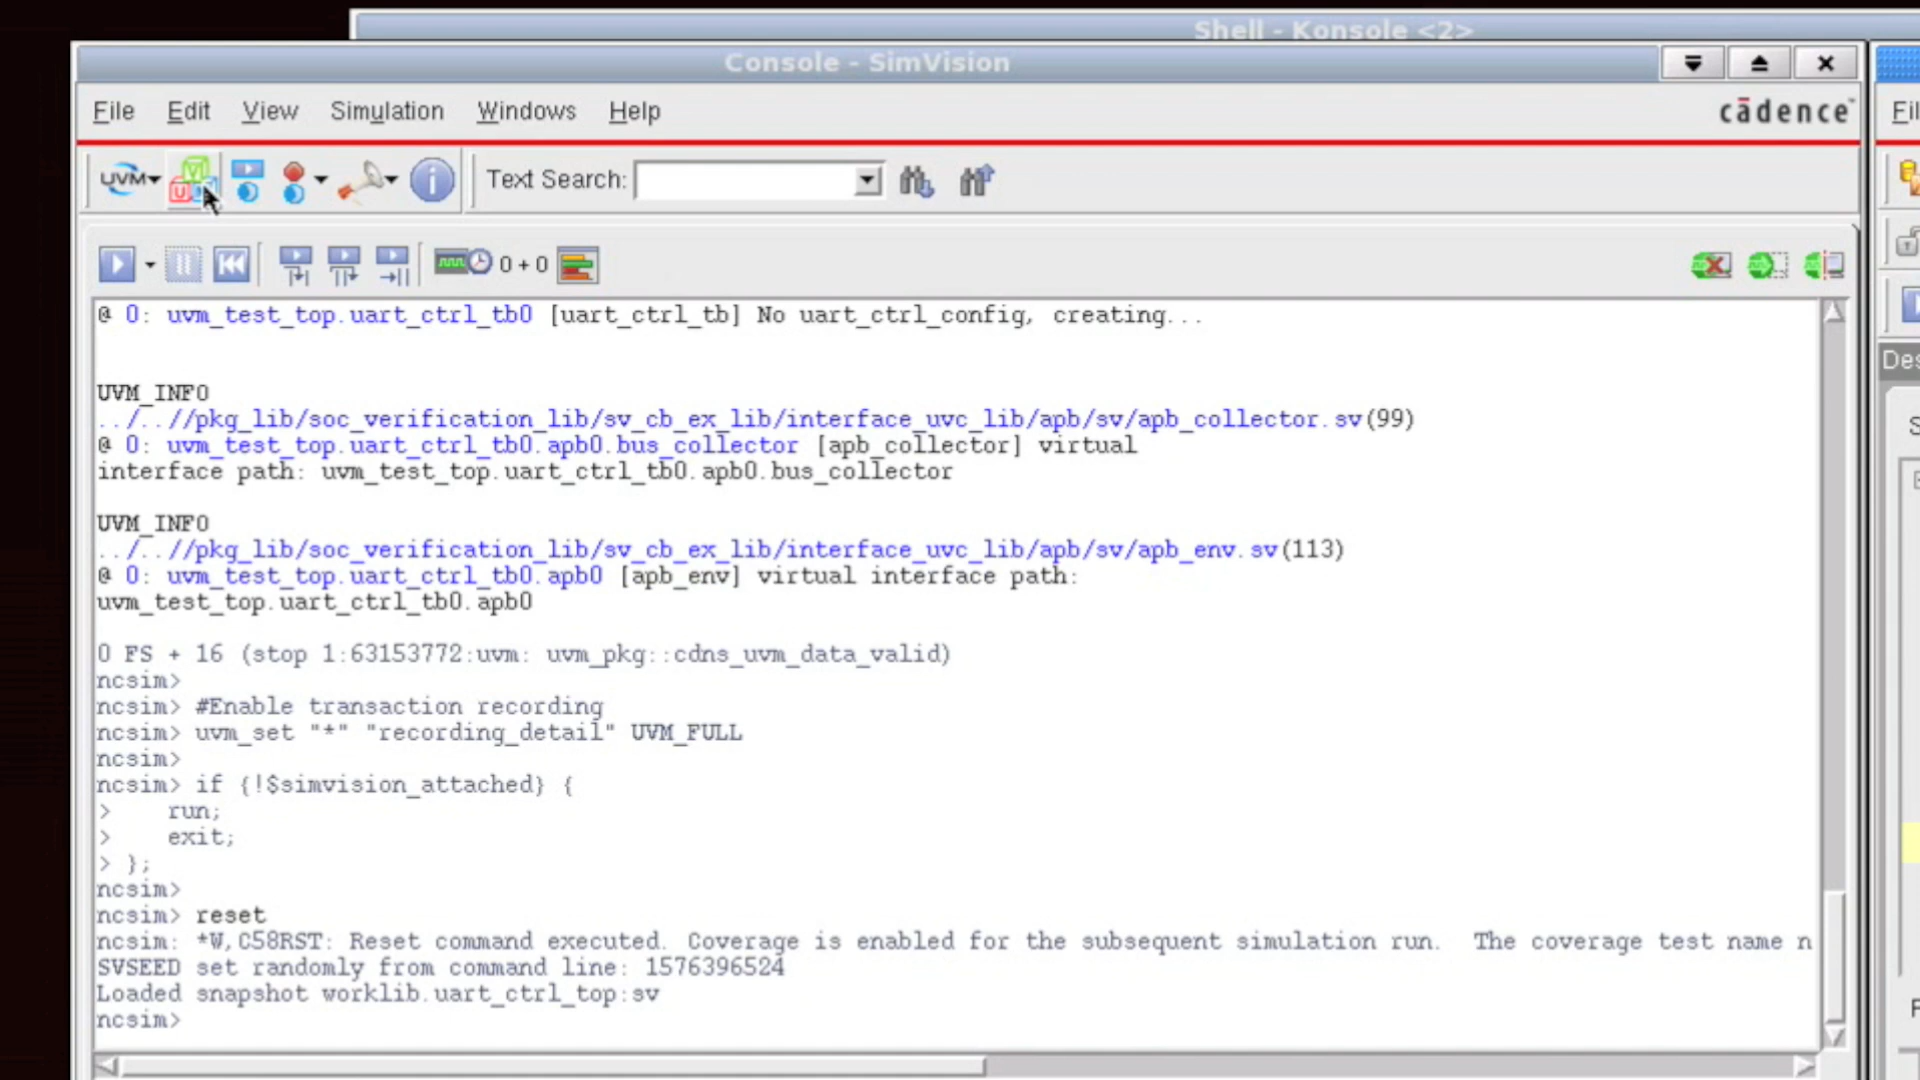 Shell - Konsole <2>
Console - SimVision
File Edit View Simulation Windows Help
cādence
UVM
Text Search:
0 + 0
@ 0: uvm_test_top.uart_ctrl_tb0 [uart_ctrl_tb] No uart_ctrl_config, creating...
UVM_INFO
../..//pkg_lib/soc_verification_lib/sv_cb_ex_lib/interface_uvc_lib/apb/sv/apb_collector.sv(99)
@ 0: uvm_test_top.uart_ctrl_tb0.apb0.bus_collector [apb_collector] virtual
interface path: uvm_test_top.uart_ctrl_tb0.apb0.bus_collector
UVM_INFO
../..//pkg_lib/soc_verification_lib/sv_cb_ex_lib/interface_uvc_lib/apb/sv/apb_env.sv(113)
@ 0: uvm_test_top.uart_ctrl_tb0.apb0 [apb_env] virtual interface path:
uvm_test_top.uart_ctrl_tb0.apb0
0 FS + 16 (stop 1:63153772:uvm: uvm_pkg::cdns_uvm_data_valid)
ncsim>
ncsim> #Enable transaction recording
ncsim> uvm_set "*" "recording_detail" UVM_FULL
ncsim>
ncsim> if {!$simvision_attached} {
>     run;
>     exit;
> };
ncsim>
ncsim> reset
ncsim: *W,C58RST: Reset command executed. Coverage is enabled for the subsequent simulation run.  The coverage test name n
SVSEED set randomly from command line: 1576396524
Loaded snapshot worklib.uart_ctrl_top:sv
ncsim>